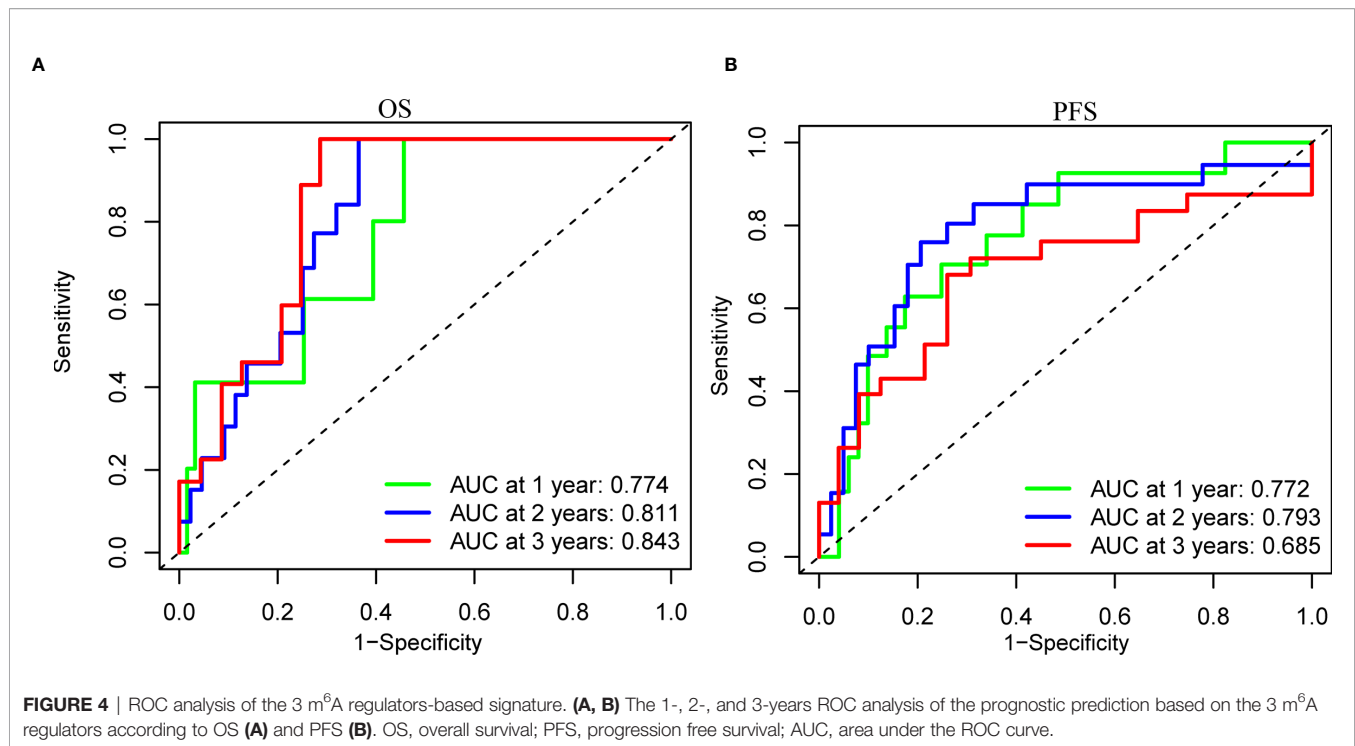 A
OS
Sensitivity
1.0
0.8
0.6
0.4
0.2
0.0
AUC at 1 year: 0.774
AUC at 2 years: 0.811
AUC at 3 years: 0.843
0.0 0.2 0.4 0.6 0.8 1.0
1−Specificity
B
PFS
Sensitivity
1.0
0.8
0.6
0.4
0.2
0.0
AUC at 1 year: 0.772
AUC at 2 years: 0.793
AUC at 3 years: 0.685
0.0 0.2 0.4 0.6 0.8 1.0
1−Specificity
FIGURE 4 | ROC analysis of the 3 m⁶A regulators-based signature. (A, B) The 1-, 2-, and 3-years ROC analysis of the prognostic prediction based on the 3 m⁶A
regulators according to OS (A) and PFS (B). OS, overall survival; PFS, progression free survival; AUC, area under the ROC curve.